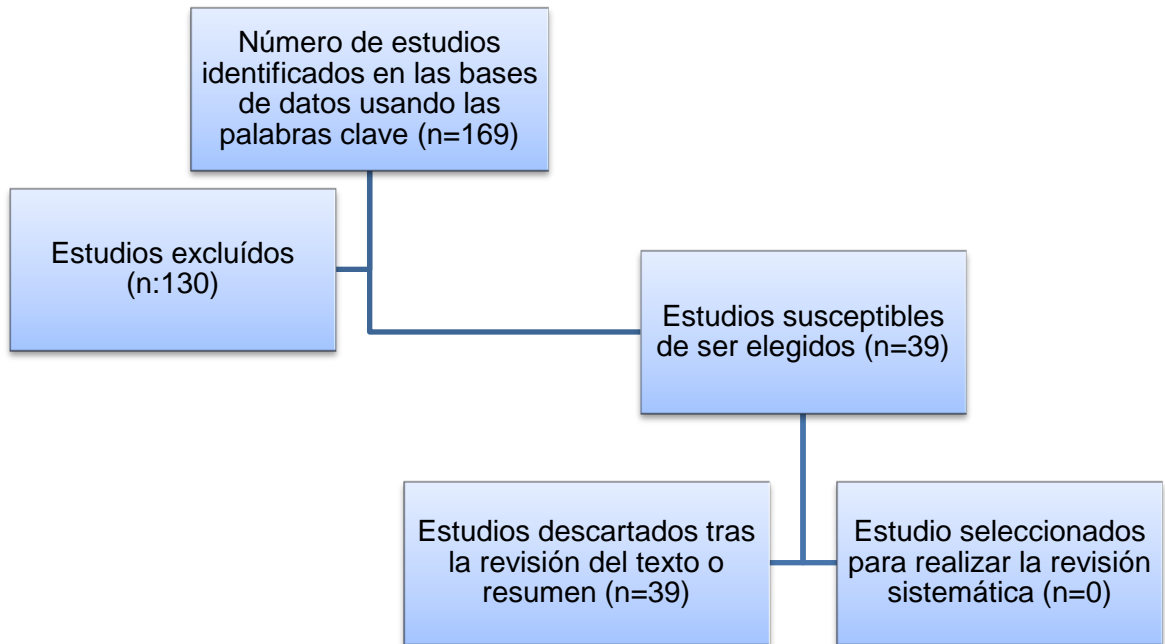 Número de estudios
identificados en las bases
de datos usando las
palabras clave (n=169)
Estudios excluídos
(n:130)
Estudios susceptibles
de ser elegidos (n=39)
Estudios descartados tras
la revisión del texto o
resumen (n=39)
Estudio seleccionados
para realizar la revisión
sistemática (n=0)